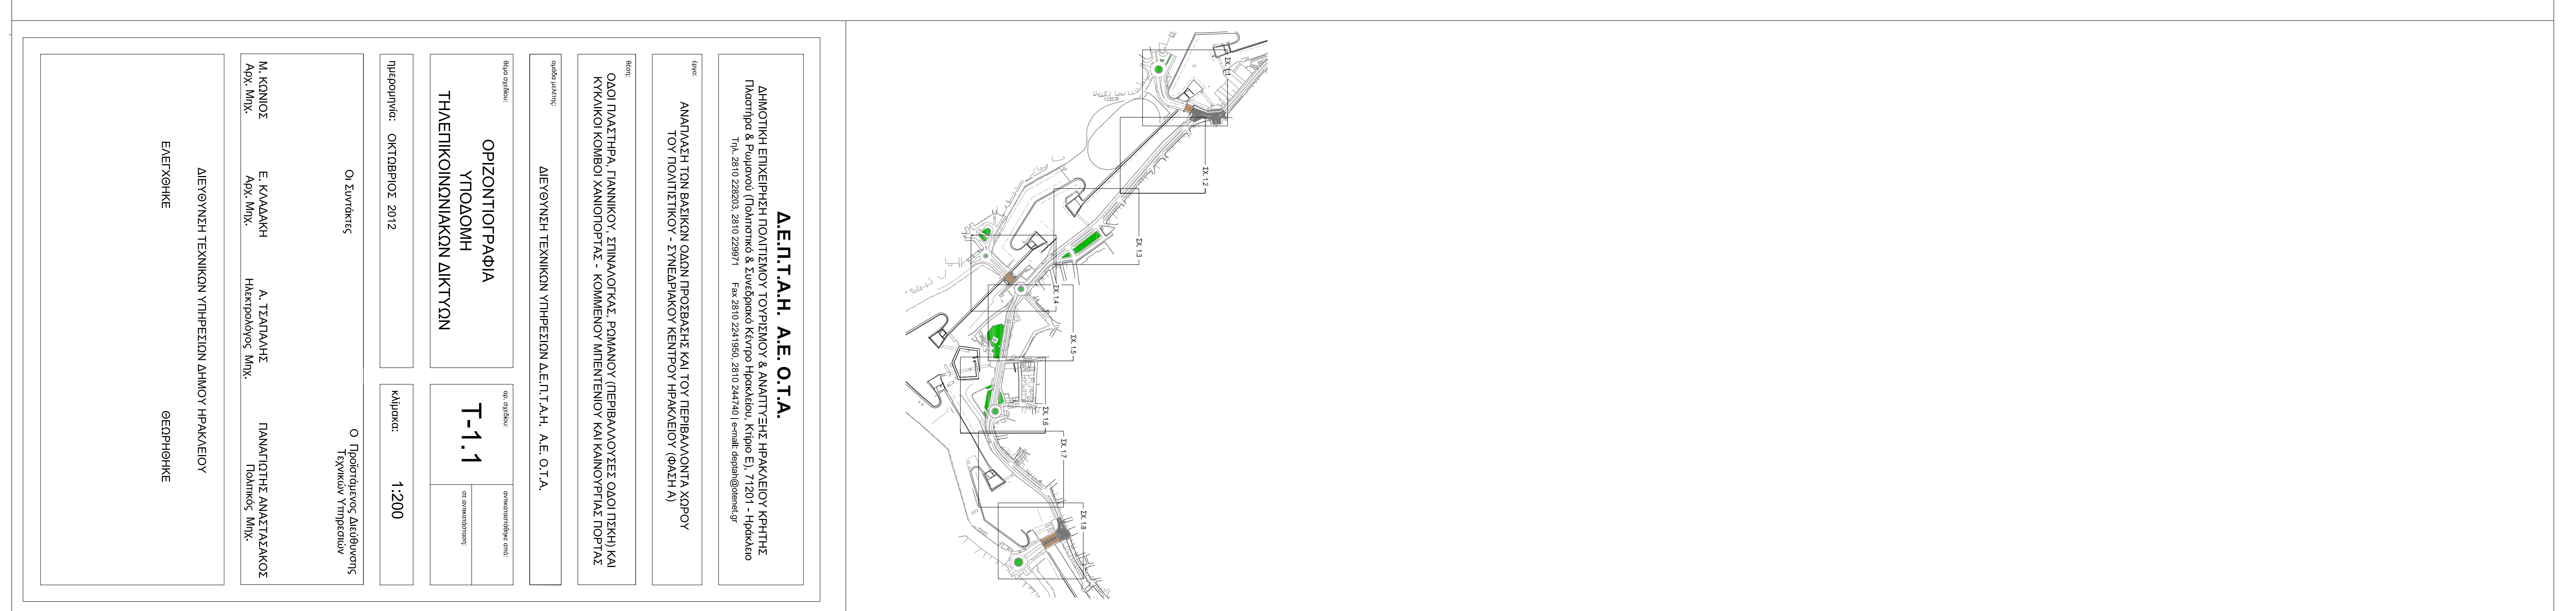 Δ.Ε.Π.Τ.Α.Η. Α.Ε. Ο.Τ.Α.
ΔΗΜΟΤΙΚΗ ΕΠΙΧΕΙΡΗΣΗ ΠΟΛΙΤΙΣΜΟΥ ΤΟΥΡΙΣΜΟΥ & ΑΝΑΠΤΥΞΗΣ ΗΡΑΚΛΕΙΟΥ ΚΡΗΤΗΣ
Πλαστήρα & Ρωμανού (Πολιτιστικό & Συνεδριακό Κέντρο Ηρακλείου, Κτίριο Ε), 71201 - Ηράκλειο
Τηλ. 2810 228203, 2810 229971 Fax 2810 2241950, 2810 244740 | e-mail: deptah@otenet.gr
έργο:
ΑΝΑΠΛΑΣΗ ΤΩΝ ΒΑΣΙΚΩΝ ΟΔΩΝ ΠΡΟΣΒΑΣΗΣ ΚΑΙ ΤΟΥ ΠΕΡΙΒΑΛΛΟΝΤΑ ΧΩΡΟΥ
ΤΟΥ ΠΟΛΙΤΙΣΤΙΚΟΥ - ΣΥΝΕΔΡΙΑΚΟΥ ΚΕΝΤΡΟΥ ΗΡΑΚΛΕΙΟΥ (ΦΑΣΗ Α)
θέση:
ΟΔΟΙ ΠΛΑΣΤΗΡΑ, ΓΙΑΝΝΙΚΟΥ, ΣΠΙΝΑΛΟΓΚΑΣ, ΡΩΜΑΝΟΥ (ΠΕΡΙΒΑΛΛΟΥΣΕΣ ΟΔΟΙ ΠΣΚΗ) ΚΑΙ
ΚΥΚΛΙΚΟΙ ΚΟΜΒΟΙ ΧΑΝΙΟΠΟΡΤΑΣ - ΚΟΜΜΕΝΟΥ ΜΠΕΝΤΕΝΙΟΥ ΚΑΙ ΚΑΙΝΟΥΡΓΙΑΣ ΠΟΡΤΑΣ
ομάδα μελέτης:
ΔΙΕΥΘΥΝΣΗ ΤΕΧΝΙΚΩΝ ΥΠΗΡΕΣΙΩΝ Δ.Ε.Π.Τ.Α.Η. Α.Ε. Ο.Τ.Α.
θέμα σχεδίου:
ΟΡΙΖΟΝΤΙΟΓΡΑΦΙΑ
ΥΠΟΔΟΜΗ
ΤΗΛΕΠΙΚΟΙΝΩΝΙΑΚΩΝ ΔΙΚΤΥΩΝ
αρ. σχεδίου:
Τ-1.1
αντικαταστάθηκε από:
σε αντικατάσταση:
ημερομηνία: ΟΚΤΩΒΡΙΟΣ 2012
κλίμακα: 1:200
Οι Συντάκτες
Ο Προϊστάμενος Διεύθυνσης
Τεχνικών Υπηρεσιών
Μ. ΚΩΝΙΟΣ Ε. ΚΛΑΔΑΚΗ Α. ΤΣΑΠΑΛΗΣ ΠΑΝΑΓΙΩΤΗΣ ΑΝΑΣΤΑΣΑΚΟΣ
Αρχ. Μηχ. Αρχ. Μηχ. Ηλεκτρολόγος Μηχ. Πολιτικός Μηχ.
ΔΙΕΥΘΥΝΣΗ ΤΕΧΝΙΚΩΝ ΥΠΗΡΕΣΙΩΝ ΔΗΜΟΥ ΗΡΑΚΛΕΙΟΥ
ΕΛΕΓΧΘΗΚΕ ΘΕΩΡΗΘΗΚΕ
ΣΧ. 1.1
ΣΧ. 1.2
ΣΧ. 1.3
ΣΧ. 1.4
ΣΧ. 1.5
ΣΧ. 1.6
ΣΧ. 1.7
ΣΧ. 1.8